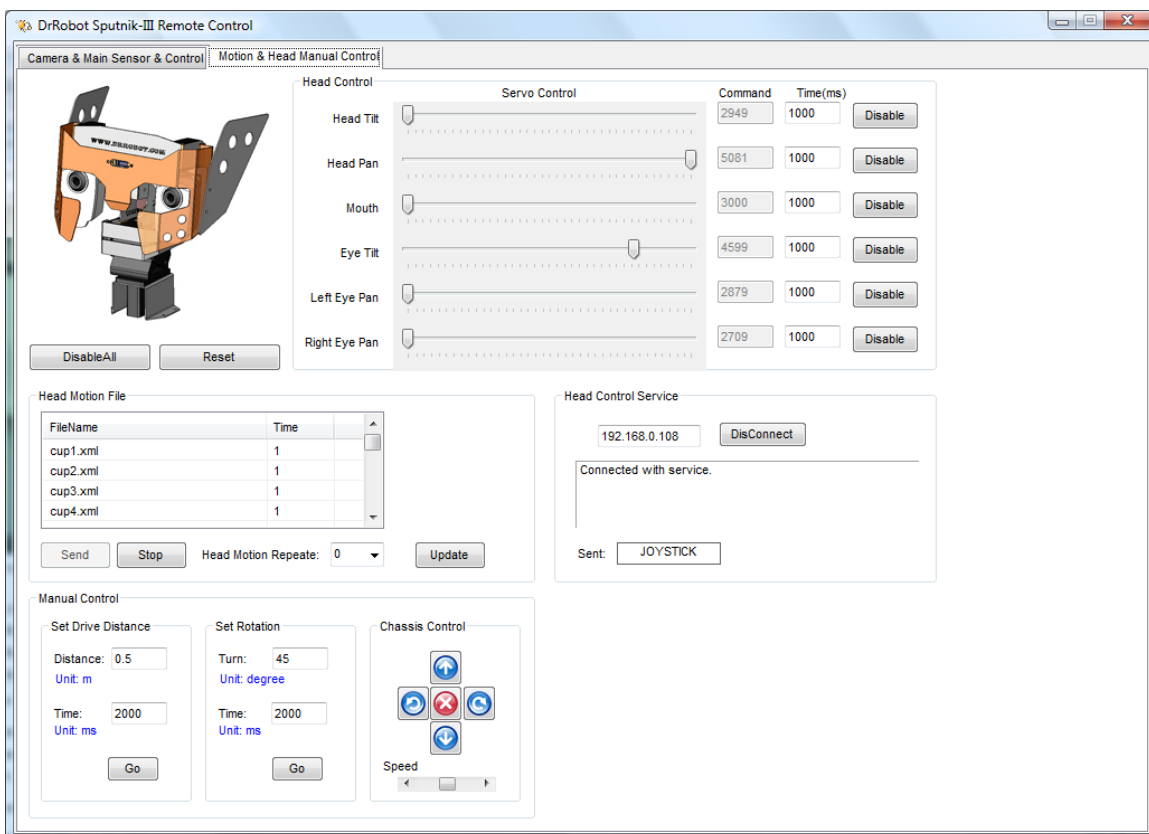 DrRobot Sputnik-III Remote Control
Camera & Main Sensor & Control
Motion & Head Manual Control
WWW.DRROBOT.COM
Head Control
Servo Control
Command
Time(ms)
Head Tilt
2949
1000
Disable
Head Pan
5081
1000
Disable
Mouth
3000
1000
Disable
Eye Tilt
4599
1000
Disable
Left Eye Pan
2879
1000
Disable
Right Eye Pan
2709
1000
Disable
DisableAll
Reset
Head Motion File
FileName
Time
cup1.xml
1
cup2.xml
1
cup3.xml
1
cup4.xml
1
Send
Stop
Head Motion Repeate:
0
Update
Head Control Service
192.168.0.108
DisConnect
Connected with service.
Sent:
JOYSTICK
Manual Control
Set Drive Distance
Distance:
0.5
Unit: m
Time:
2000
Unit: ms
Go
Set Rotation
Turn:
45
Unit: degree
Time:
2000
Unit: ms
Go
Chassis Control
Speed